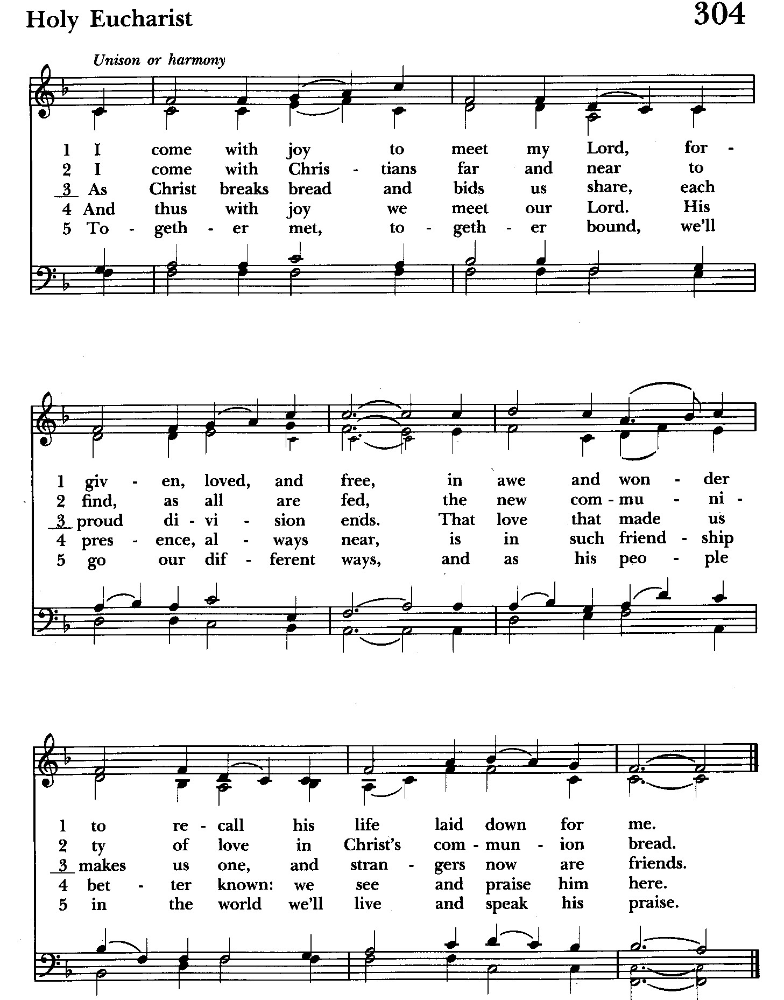 Holy Eucharist 304
Unison or harmony
1 I come with joy to meet my Lord, for -
2 I come with Chris - tians far and near to
3 As Christ breaks bread and bids us share, each
4 And thus with joy we meet our Lord. His
5 To - geth - er met, to - geth - er bound, we'll
1 giv - en, loved, and free, in awe and won - der
2 find, as all are fed, the new com - mu - ni -
3 proud di - vi - sion ends. That love that made us
4 pres - ence, al - ways near, is in such friend - ship
5 go our dif - ferent ways, and as his peo - ple
1 to re - call his life laid down for me.
2 ty of love in Christ's com - mun - ion bread.
3 makes us one, and stran - gers now are friends.
4 bet - ter known: we see and praise him here.
5 in the world we'll live and speak his praise.